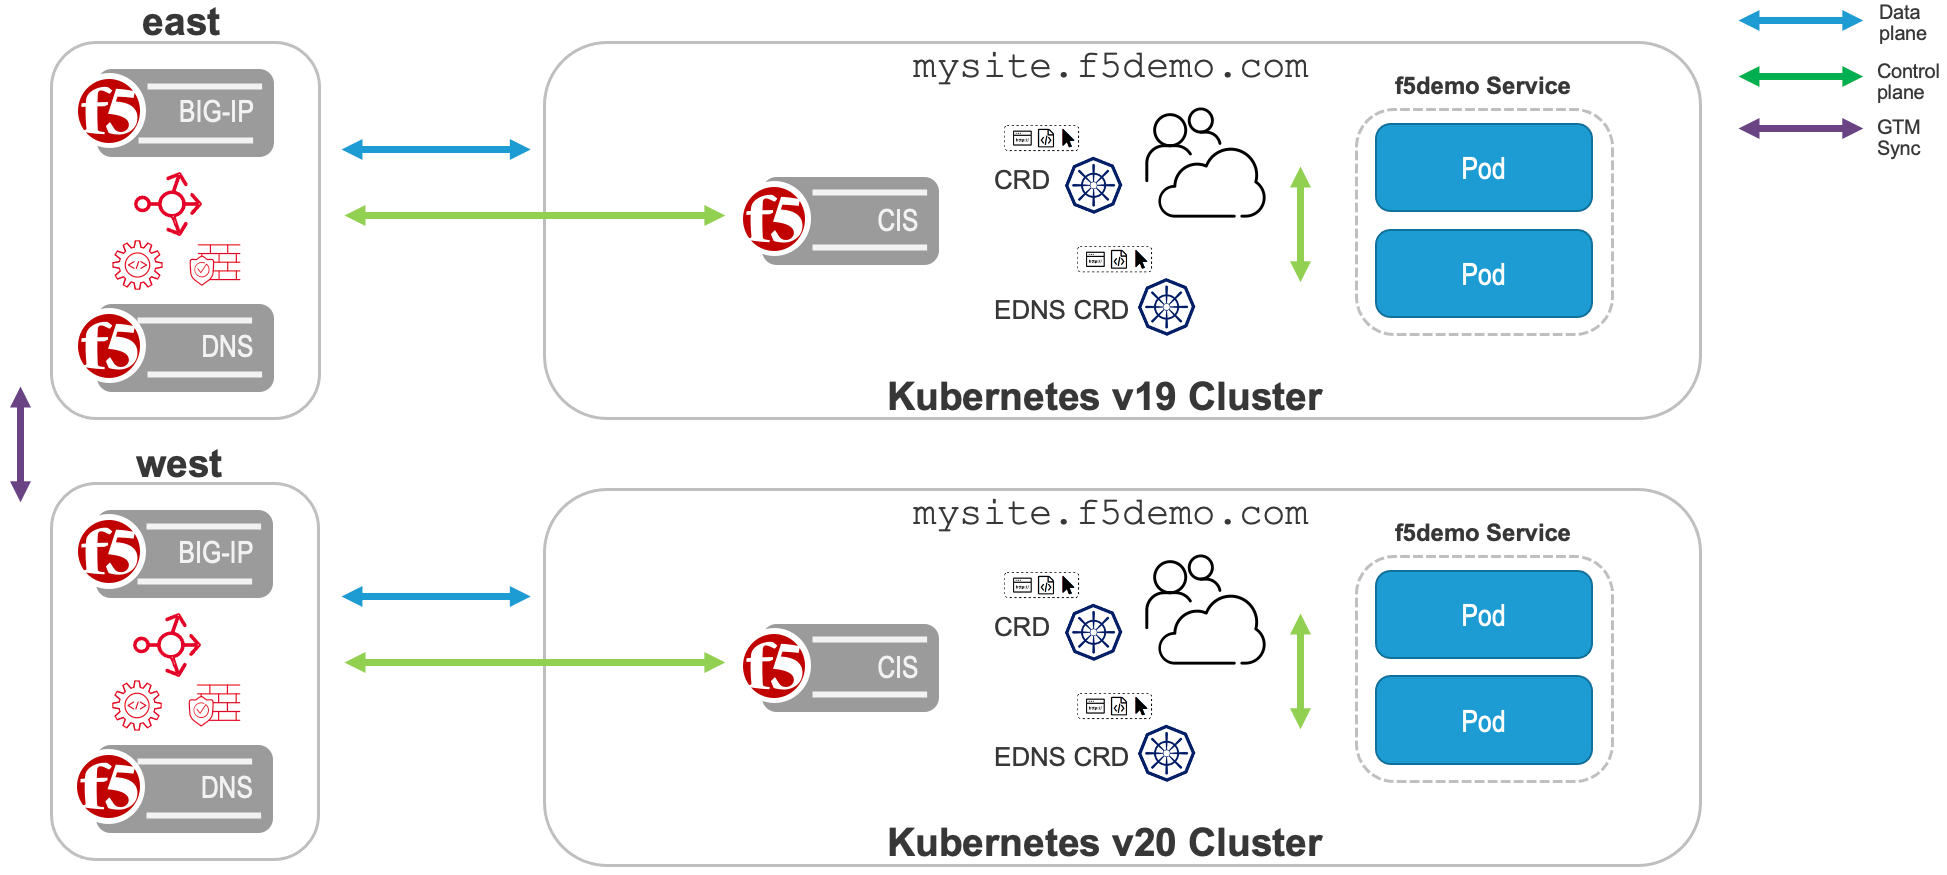 east
f5 BIG-IP
f5 DNS
mysite.f5demo.com
f5demo Service
CRD
f5 CIS
EDNS CRD
Pod
Pod
Kubernetes v19 Cluster
Data
plane
Control
plane
GTM
Sync
west
f5 BIG-IP
f5 DNS
mysite.f5demo.com
f5demo Service
CRD
f5 CIS
EDNS CRD
Pod
Pod
Kubernetes v20 Cluster